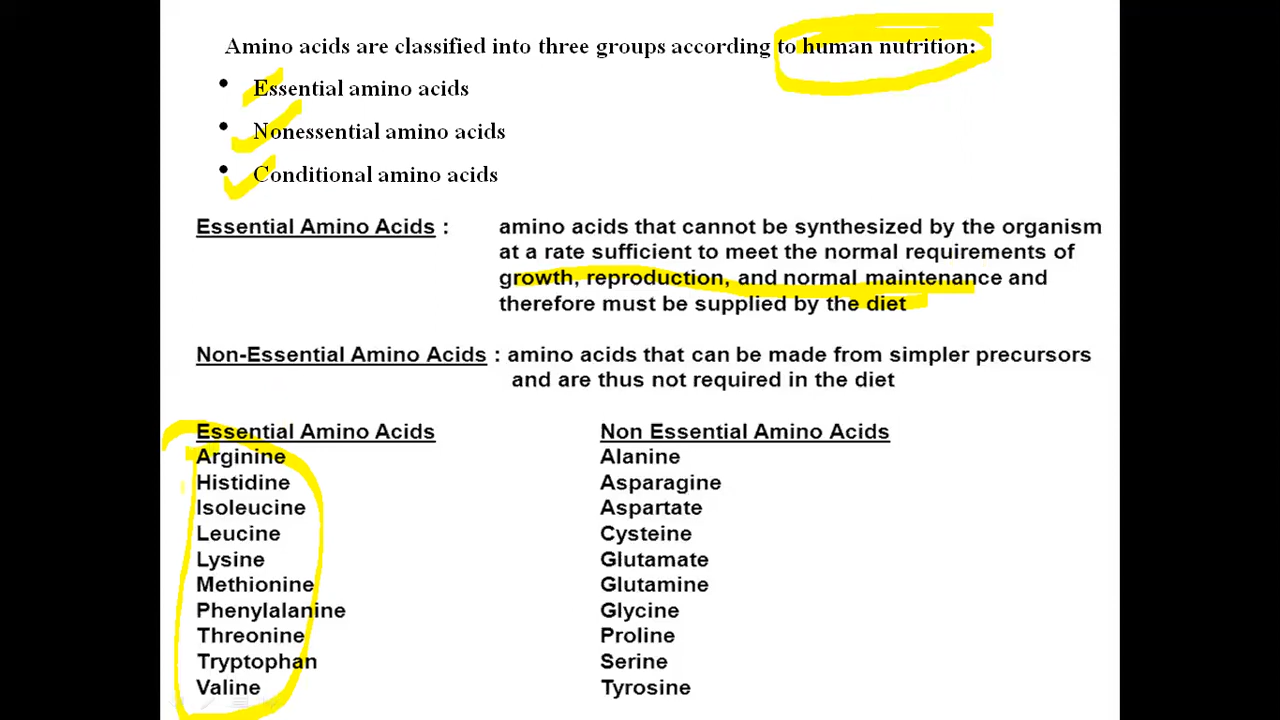 Amino acids are classified into three groups according to human nutrition:
• Essential amino acids
• Nonessential amino acids
• Conditional amino acids
Essential Amino Acids : amino acids that cannot be synthesized by the organism
at a rate sufficient to meet the normal requirements of
growth, reproduction, and normal maintenance and
therefore must be supplied by the diet
Non-Essential Amino Acids : amino acids that can be made from simpler precursors
and are thus not required in the diet
Essential Amino Acids
Arginine
Histidine
Isoleucine
Leucine
Lysine
Methionine
Phenylalanine
Threonine
Tryptophan
Valine
Non Essential Amino Acids
Alanine
Asparagine
Aspartate
Cysteine
Glutamate
Glutamine
Glycine
Proline
Serine
Tyrosine